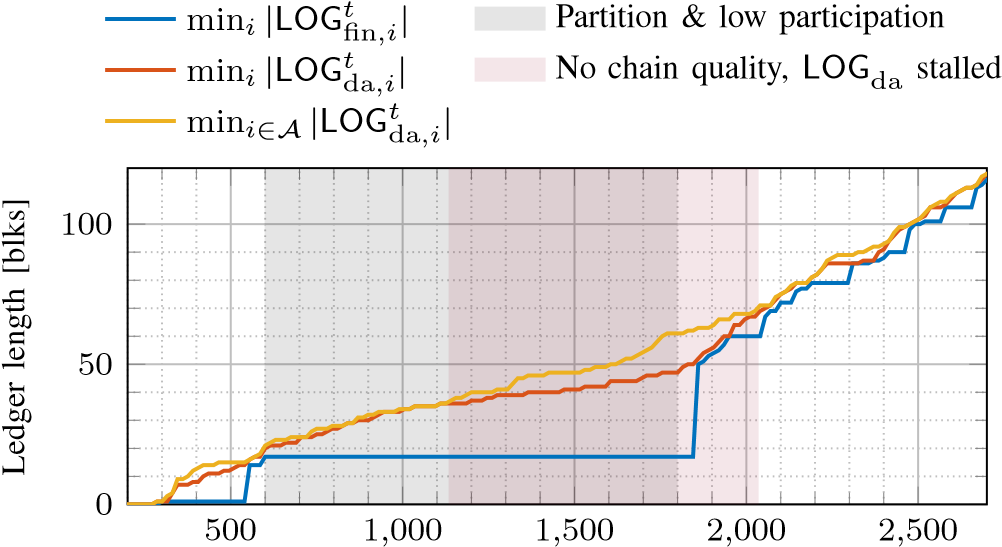 min_i |LOG^t_{fin,i}|
min_i |LOG^t_{da,i}|
min_{i∈𝒜} |LOG^t_{da,i}|
Partition & low participation
No chain quality, LOG_da stalled
Ledger length [blks]
100
50
0
500 1,000 1,500 2,000 2,500